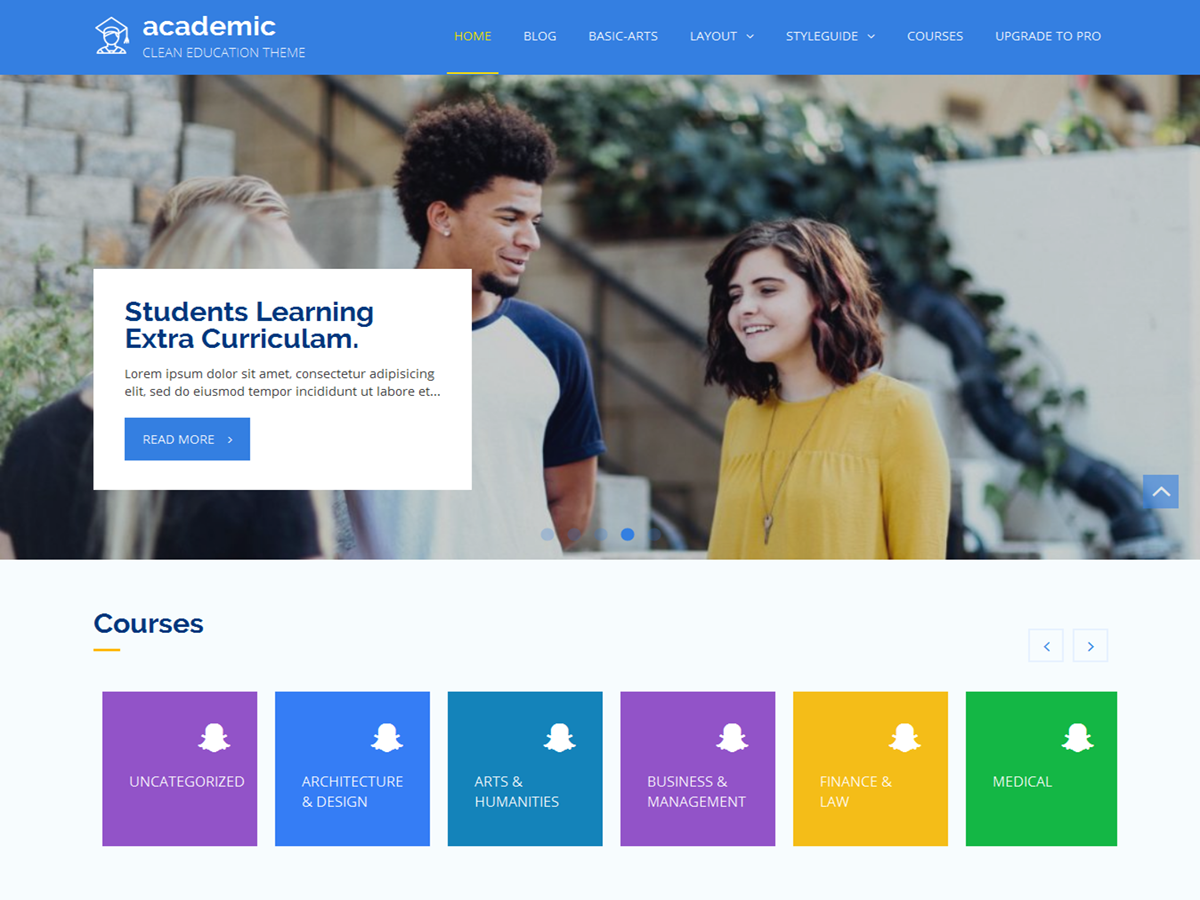 academic
CLEAN EDUCATION THEME
HOME BLOG BASIC-ARTS LAYOUT STYLEGUIDE COURSES UPGRADE TO PRO
Students Learning
Extra Curriculam.
Lorem ipsum dolor sit amet, consectetur adipisicing
elit, sed do eiusmod tempor incididunt ut labore et...
READ MORE
Courses
UNCATEGORIZED
ARCHITECTURE
& DESIGN
ARTS &
HUMANITIES
BUSINESS &
MANAGEMENT
FINANCE &
LAW
MEDICAL